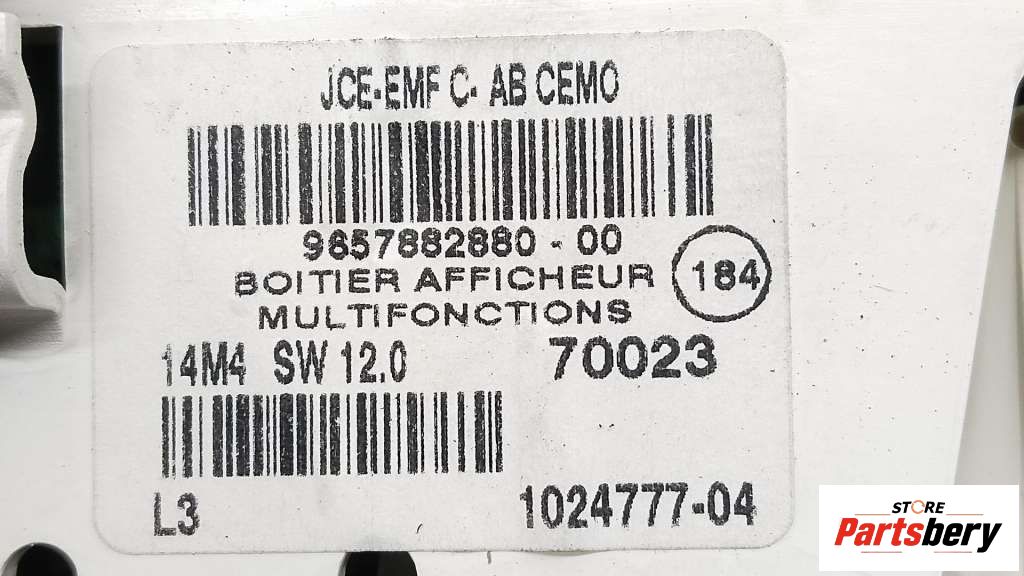 JCE-EMF C- AB CEMO
9657882880 - 00
BOITIER AFFICHEUR
MULTIFONCTIONS
184
14M4 SW 12.0
70023
L3
1024777-04
STORE
Partsbery